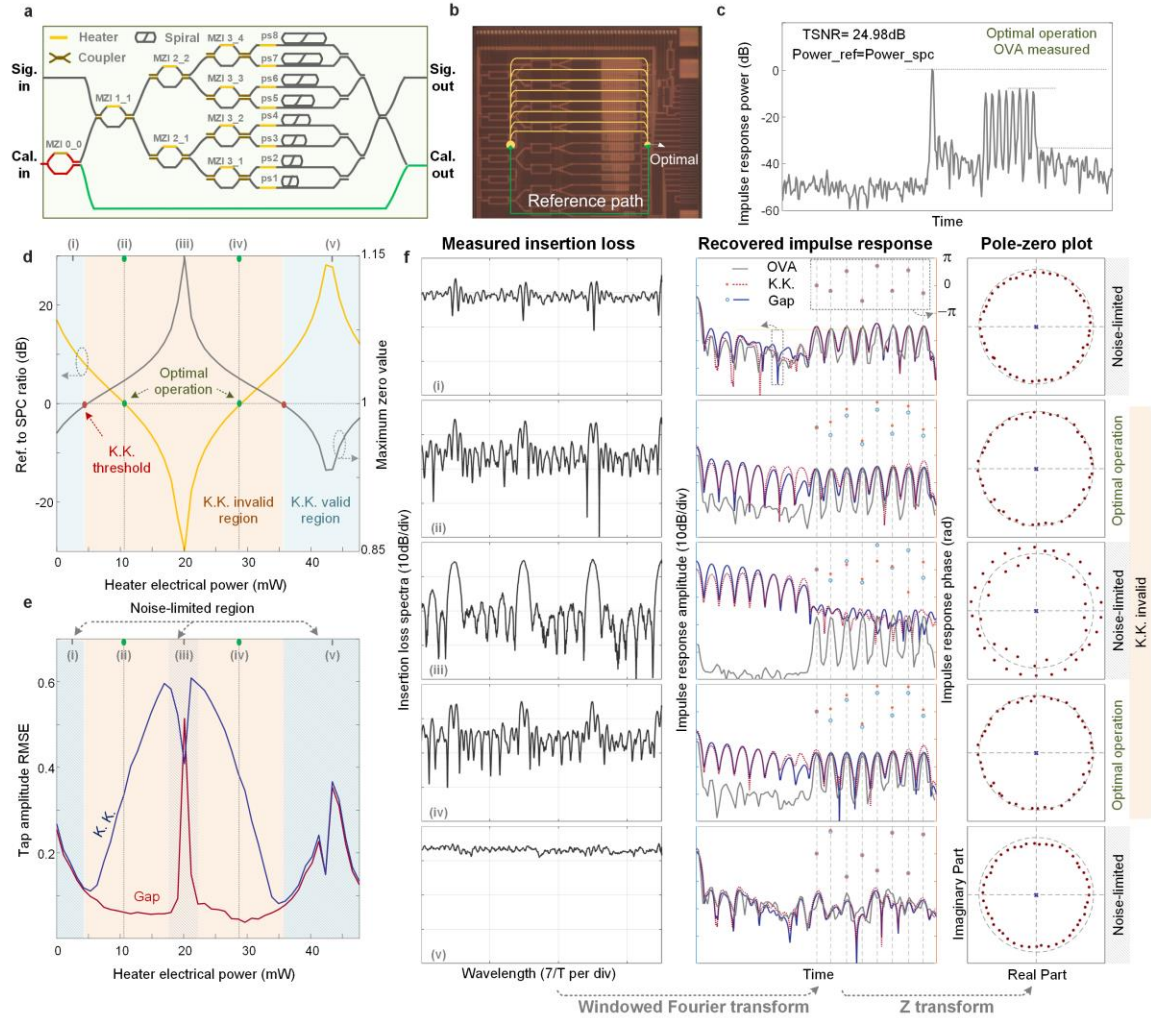 a
Heater
Spiral
Coupler
Sig.
in
Cal.
in
MZI 0_0
MZI 1_1
MZI 2_2
MZI 2_1
MZI 3_4
MZI 3_3
MZI 3_2
MZI 3_1
ps8
ps7
ps6
ps5
ps4
ps3
ps2
ps1
Sig.
out
Cal.
out
b
Optimal
Reference path
c
TSNR= 24.98dB
Power_ref=Power_spc
Optimal operation
OVA measured
Impulse response power (dB)
0
-20
-40
-60
Time
d
(i)
(ii)
(iii)
(iv)
(v)
Ref. to SPC ratio (dB)
20
0
-20
1.15
1
0.85
Maximum zero value
Optimal
operation
K.K.
threshold
K.K. invalid
region
K.K. valid
region
0
10
20
30
40
Heater electrical power (mW)
e
Noise-limited region
(i)
(ii)
(iii)
(iv)
(v)
Tap amplitude RMSE
0.6
0.4
0.2
K. K.
Gap
0
10
20
30
40
Heater electrical power (mW)
f
Measured insertion loss
Recovered impulse response
Pole-zero plot
OVA
K.K.
Gap
π
0
−π
(i)
(ii)
(iii)
(iv)
(v)
Insertion loss spectra (10dB/div)
Impulse response amplitude (10dB/div)
Impulse response phase (rad)
Imaginary Part
Noise-limited
Optimal operation
Noise-limited
Optimal operation
Noise-limited
K.K. invalid
Wavelength (7/T per div)
Time
Real Part
Windowed Fourier transform
Z transform